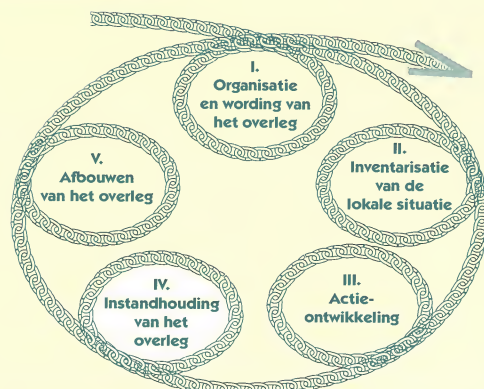 I.
Organisatie
en wording van
het overleg
II.
Inventarisatie
van de
lokale situatie
III.
Actie-
ontwikkeling
IV.
Instandhouding
van het
overleg
V.
Afbouwen
van het overleg